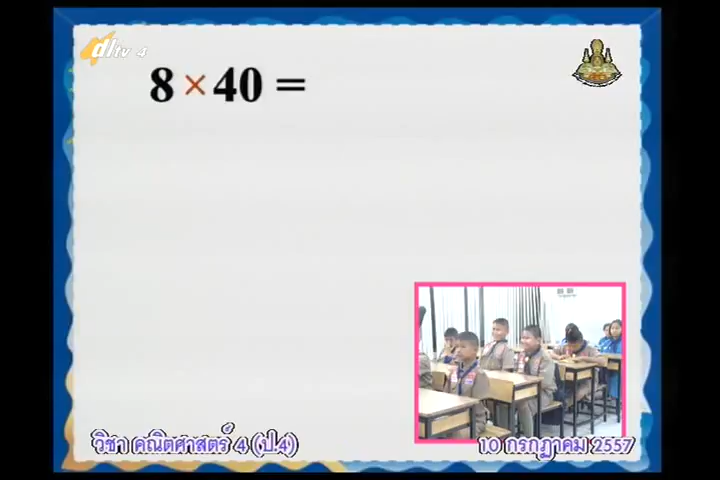 dltv 4
8 × 40 =
วิชา คณิตศาสตร์ 4 (ป.4)
10 กรกฎาคม 2557